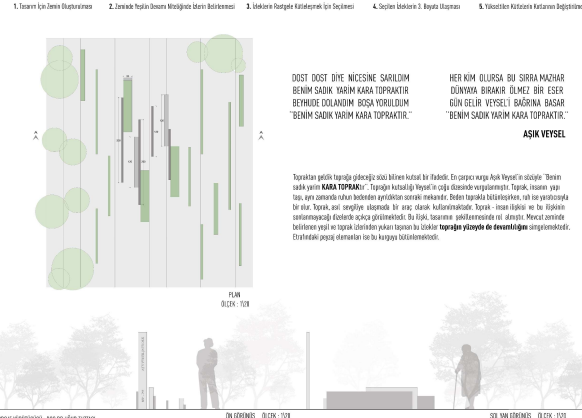 1. Tasarım İçin Zemin Oluşturulması
2. Zeminde Yeşilin Devamı Niteliğinde İzlerin Belirlenmesi
3. İzleklerin Rastgele Kütleleşmek İçin Seçilmesi
4. Seçilen İzleklerin 3. Boyuta Ulaşması
5. Yükseltilen Kütlelerin Kotlarının Değiştirilme
DOST DOST DİYE NİCESİNE SARILDIM
BENİM SADIK YARİM KARA TOPRAKTIR
BEYHUDE DOLANDIM BOŞA YORULDUM
"BENİM SADIK YARİM KARA TOPRAKTIR."
HER KİM OLURSA BU SIRRA MAZHAR
DÜNYAYA BIRAKIR ÖLMEZ BİR ESER
GÜN GELİR VEYSEL'İ BAĞRINA BASAR
"BENİM SADIK YARİM KARA TOPRAKTIR."
AŞIK VEYSEL
Topraktan geldik toprağa gideceğiz sözü bilinen kutsal bir ifadedir. En çarpıcı vurgu Aşık Veysel'in sözüyle "Benim
sadık yarim KARA TOPRAKtır". Toprağın kutsallığı Veysel'in çoğu dizesinde vurgulanmıştır. Toprak, insanın yapı
taşı, aynı zamanda ruhun bedenden ayrıldıktan sonraki mekanıdır. Beden toprakla bütünleşirken, ruh ise yaratıcısıyla
bir olur. Toprak, asıl sevgiliye ulaşmada bir araç olarak kullanılmaktadır. Toprak - insan ilişkisi ve bu ilişkinin
sonlanmayacağı dizelerde açıkça görülmektedir. Bu ilişki, tasarımın şekillenmesinde rol almıştır. Mevcut zeminde
belirlenen yeşil ve toprak izlerinden yukarı taşınan bu izlekler toprağın yüzeyde de devamlılığını simgelemektedir.
Etrafındaki peyzaj elemanları ise bu kurguya bütünlemektedir.
PLAN
ÖLÇEK : 1\20
ÖN GÖRÜNÜŞ ÖLÇEK : 1\20
SOL YAN GÖRÜNÜŞ ÖLÇEK : 1\20